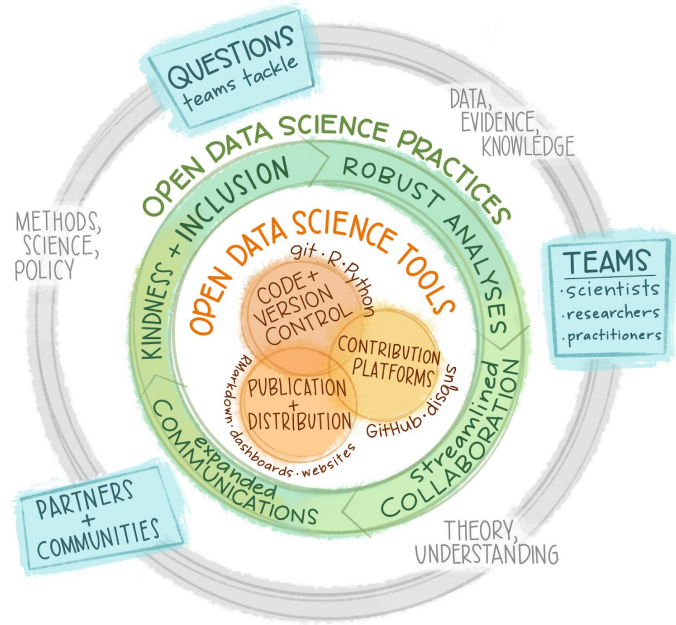 QUESTIONS
teams tackle
DATA,
EVIDENCE,
KNOWLEDGE
OPEN DATA SCIENCE PRACTICES
KINDNESS + INCLUSION
ROBUST ANALYSES
METHODS,
SCIENCE,
POLICY
OPEN DATA SCIENCE TOOLS
git · R · Python
CODE +
VERSION
CONTROL
TEAMS
· scientists
· researchers
· practitioners
CONTRIBUTION
PLATFORMS
GitHub · disqus
PUBLICATION
+
DISTRIBUTION
RMarkdown · dashboards · websites
streamlined
COLLABORATION
expanded
COMMUNICATIONS
PARTNERS
+
COMMUNITIES
THEORY,
UNDERSTANDING